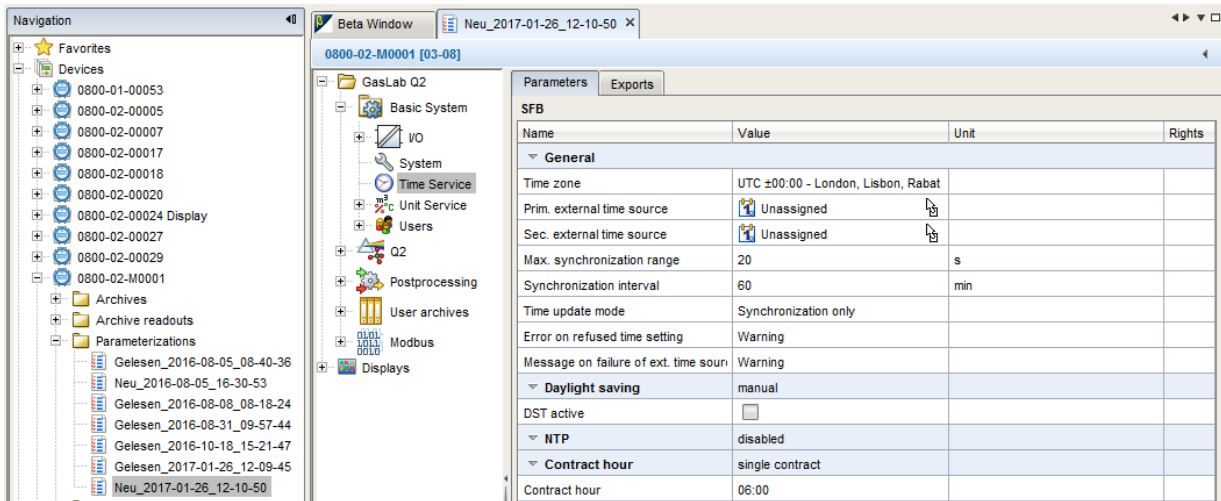 Navigation
Favorites
Devices
0800-01-00053
0800-02-00005
0800-02-00007
0800-02-00017
0800-02-00018
0800-02-00020
0800-02-00024 Display
0800-02-00027
0800-02-00029
0800-02-M0001
Archives
Archive readouts
Parameterizations
Gelesen_2016-08-05_08-40-36
Neu_2016-08-05_16-30-53
Gelesen_2016-08-08_08-18-24
Gelesen_2016-08-31_09-57-44
Gelesen_2016-10-18_15-21-47
Gelesen_2017-01-26_12-09-45
Neu_2017-01-26_12-10-50
Beta Window
Neu_2017-01-26_12-10-50
0800-02-M0001 [03-08]
GasLab Q2
Basic System
I/O
System
Time Service
m³ %°c Unit Service
Users
Q2
Postprocessing
User archives
Modbus
Displays
Parameters Exports
SFB
Name Value Unit Rights
General
Time zone UTC ±00:00 - London, Lisbon, Rabat
Prim. external time source Unassigned
Sec. external time source Unassigned
Max. synchronization range 20 s
Synchronization interval 60 min
Time update mode Synchronization only
Error on refused time setting Warning
Message on failure of ext. time sour Warning
Daylight saving manual
DST active
NTP disabled
Contract hour single contract
Contract hour 06:00